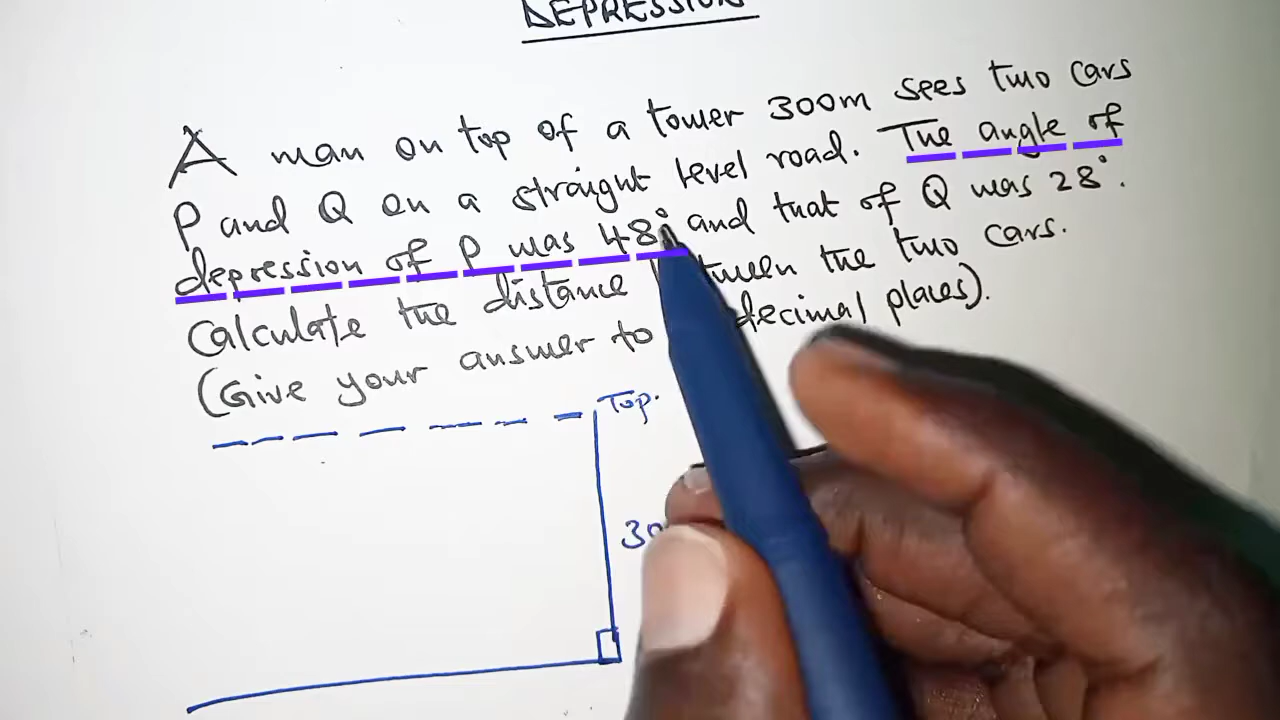 DEPRESSION
A man on top of a tower 300m sees two cars
P and Q on a straight level road. The angle of
depression of P was 48° and that of Q was 28°.
Calculate the distance between the two cars.
(Give your answer to decimal places).
Top.